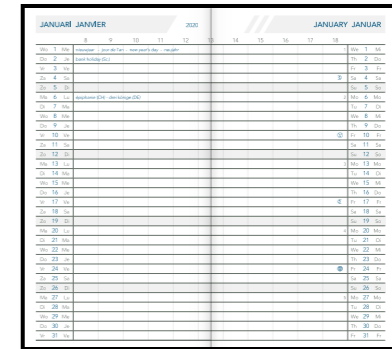 JANUARI JANVIER 2020 JANUARY JANUAR
8 9 10 11 12 13 14 15 16 17 18
Wo 1 Me nieuwjaar | jour de l'an | new year's day | neujahr 1 We 1 Mi
Do 2 Je bank holiday (Sc) Th 2 Do
Vr 3 Ve Fr 3 Fr
Za 4 Sa Sa 4 Sa
Zo 5 Di Su 5 So
Ma 6 Lu épiphanie (CH) 2 Mo 6 Mo
Di 7 Ma Tu 7 Di
Wo 8 Me We 8 Mi
Do 9 Je Th 9 Do
Vr 10 Ve Fr 10 Fr
Za 11 Sa Sa 11 Sa
Zo 12 Di Su 12 So
Ma 13 Lu 3 Mo 13 Mo
Di 14 Ma Tu 14 Di
Wo 15 Me We 15 Mi
Do 16 Je Th 16 Do
Vr 17 Ve Fr 17 Fr
Za 18 Sa Sa 18 Sa
Zo 19 Di Su 19 So
Ma 20 Lu 4 Mo 20 Mo
Di 21 Ma Tu 21 Di
Wo 22 Me We 22 Mi
Do 23 Je Th 23 Do
Vr 24 Ve Fr 24 Fr
Za 25 Sa Sa 25 Sa
Zo 26 Di Su 26 So
Ma 27 Lu 5 Mo 27 Mo
Di 28 Ma Tu 28 Di
Wo 29 Me We 29 Mi
Do 30 Je Th 30 Do
Vr 31 Ve Fr 31 Fr